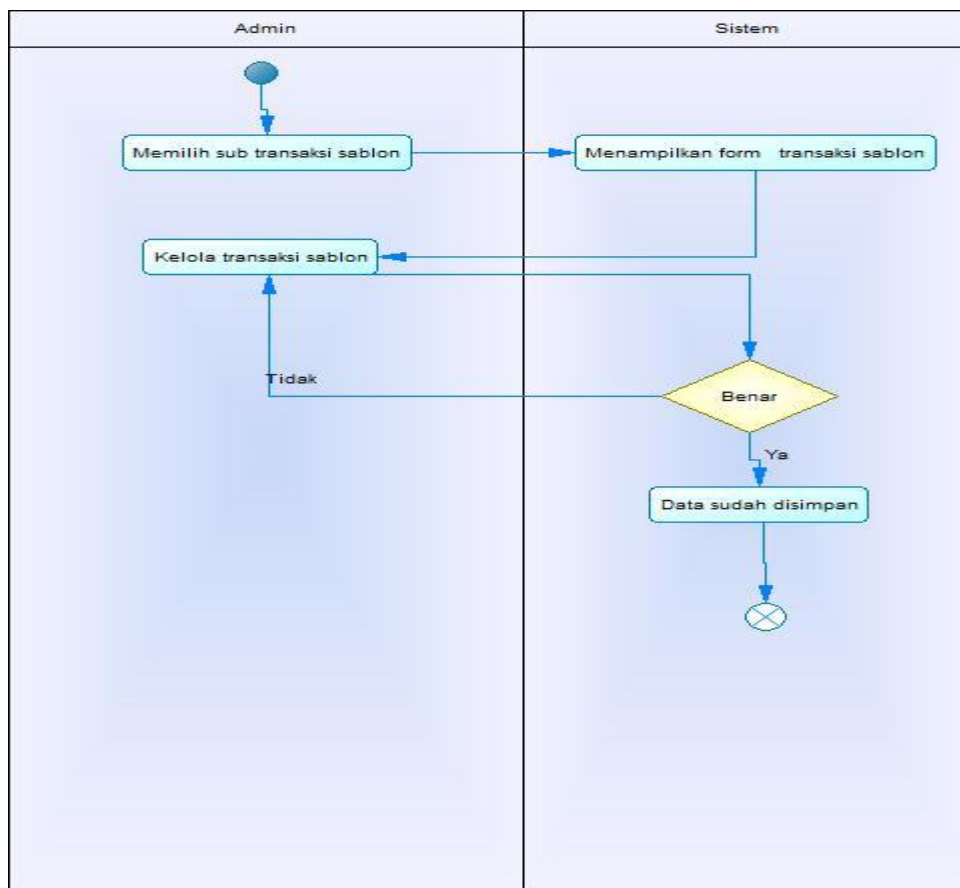 Admin
Sistem
Memilih sub transaksi sablon
Menampilkan form transaksi sablon
Kelola transaksi sablon
Tidak
Benar
Ya
Data sudah disimpan